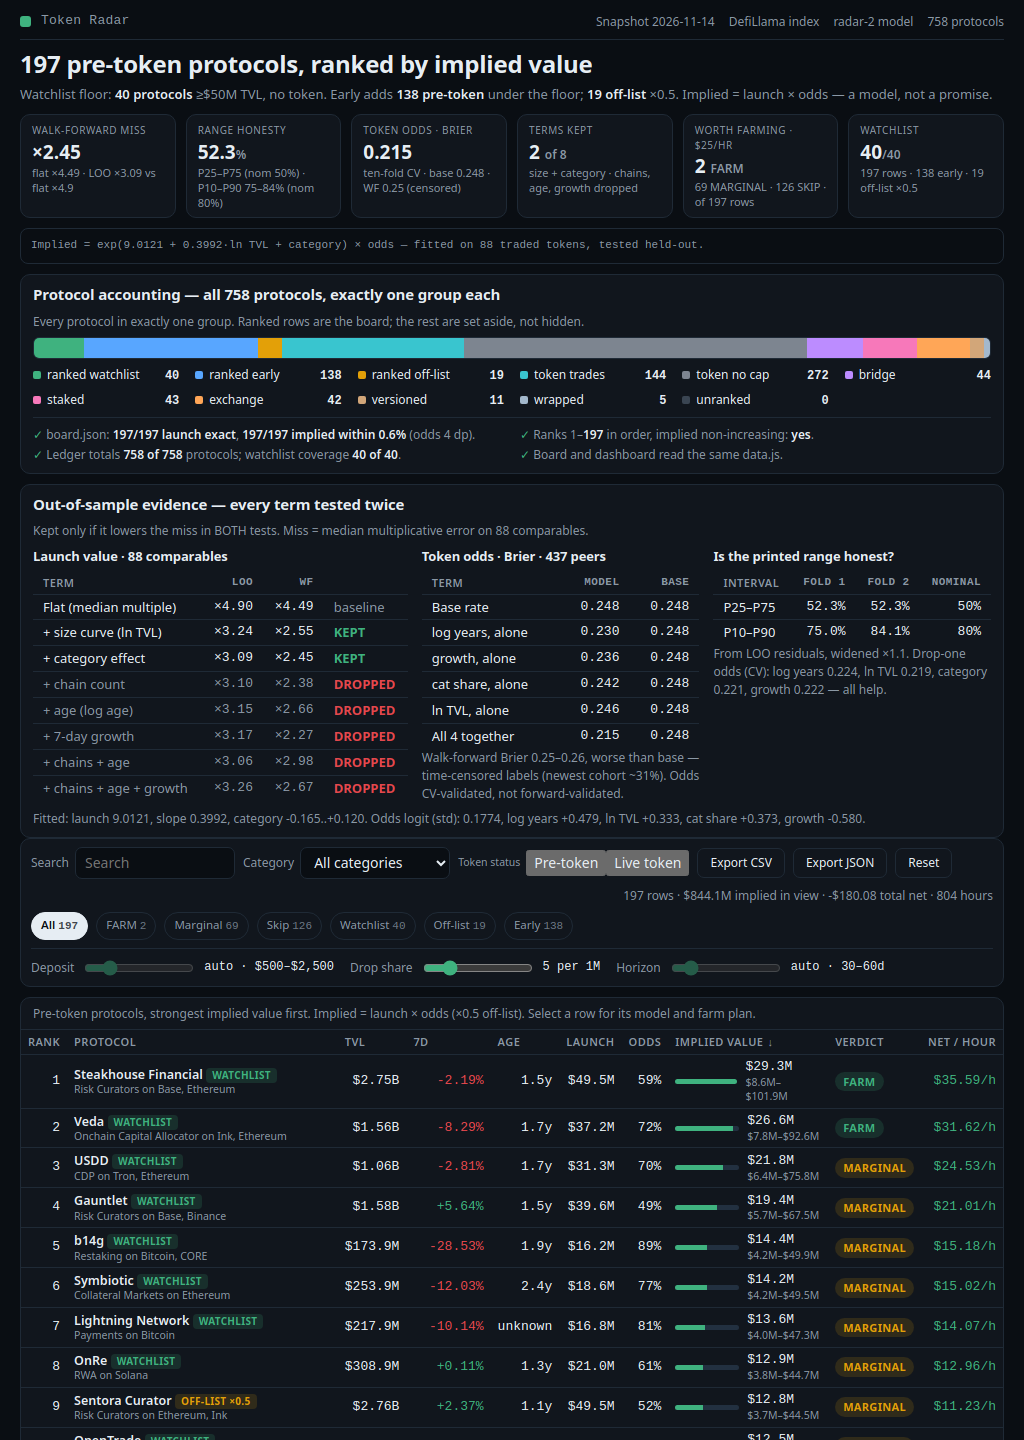 Token Radar
Snapshot 2026-11-14 DefiLlama index radar-2 model 758 protocols
197 pre-token protocols, ranked by implied value
Watchlist floor: 40 protocols ≥$50M TVL, no token. Early adds 138 pre-token under the floor; 19 off-list ×0.5. Implied = launch × odds — a model, not a promise.
WALK-FORWARD MISS
×2.45
flat ×4.49 · LOO ×3.09 vs
flat ×4.9
RANGE HONESTY
52.3%
P25–P75 (nom 50%) ·
P10–P90 75–84% (nom
80%)
TOKEN ODDS · BRIER
0.215
ten-fold CV · base 0.248 ·
WF 0.25 (censored)
TERMS KEPT
2 of 8
size + category · chains,
age, growth dropped
WORTH FARMING ·
$25/HR
2 FARM
69 MARGINAL · 126 SKIP ·
of 197 rows
WATCHLIST
40/40
197 rows · 138 early · 19
off-list ×0.5
Implied = exp(9.0121 + 0.3992·ln TVL + category) × odds — fitted on 88 traded tokens, tested held-out.
Protocol accounting — all 758 protocols, exactly one group each
Every protocol in exactly one group. Ranked rows are the board; the rest are set aside, not hidden.
ranked watchlist 40 ranked early 138 ranked off-list 19 token trades 144 token no cap 272 bridge 44
staked 43 exchange 42 versioned 11 wrapped 5 unranked 0
✓ board.json: 197/197 launch exact, 197/197 implied within 0.6% (odds 4 dp). ✓ Ranks 1–197 in order, implied non-increasing: yes.
✓ Ledger totals 758 of 758 protocols; watchlist coverage 40 of 40. ✓ Board and dashboard read the same data.js.
Out-of-sample evidence — every term tested twice
Kept only if it lowers the miss in BOTH tests. Miss = median multiplicative error on 88 comparables.
Launch value · 88 comparables
TERM LOO WF
Flat (median multiple) ×4.90 ×4.49 baseline
+ size curve (ln TVL) ×3.24 ×2.55 KEPT
+ category effect ×3.09 ×2.45 KEPT
+ chain count ×3.10 ×2.38 DROPPED
+ age (log age) ×3.15 ×2.66 DROPPED
+ 7-day growth ×3.17 ×2.27 DROPPED
+ chains + age ×3.06 ×2.98 DROPPED
+ chains + age + growth ×3.26 ×2.67 DROPPED
Token odds · Brier · 437 peers
TERM MODEL BASE
Base rate 0.248 0.248
log years, alone 0.230 0.248
growth, alone 0.236 0.248
cat share, alone 0.242 0.248
ln TVL, alone 0.246 0.248
All 4 together 0.215 0.248
Walk-forward Brier 0.25–0.26, worse than base —
time-censored labels (newest cohort ~31%). Odds
CV-validated, not forward-validated.
Is the printed range honest?
INTERVAL FOLD 1 FOLD 2 NOMINAL
P25–P75 52.3% 52.3% 50%
P10–P90 75.0% 84.1% 80%
From LOO residuals, widened ×1.1. Drop-one
odds (CV): log years 0.224, ln TVL 0.219, category
0.221, growth 0.222 — all help.
Fitted: launch 9.0121, slope 0.3992, category -0.165..+0.120. Odds logit (std): 0.1774, log years +0.479, ln TVL +0.333, cat share +0.373, growth -0.580.
Search Search Category All categories Token status Pre-token Live token Export CSV Export JSON Reset
197 rows · $844.1M implied in view · -$180.08 total net · 804 hours
All 197 FARM 2 Marginal 69 Skip 126 Watchlist 40 Off-list 19 Early 138
Deposit auto · $500–$2,500 Drop share 5 per 1M Horizon auto · 30–60d
Pre-token protocols, strongest implied value first. Implied = launch × odds (×0.5 off-list). Select a row for its model and farm plan.
RANK PROTOCOL TVL 7D AGE LAUNCH ODDS IMPLIED VALUE ↓ VERDICT NET / HOUR
1 Steakhouse Financial WATCHLIST $2.75B -2.19% 1.5y $49.5M 59% $29.3M FARM $35.59/h
Risk Curators on Base, Ethereum $8.6M–
$101.9M
2 Veda WATCHLIST $1.56B -8.29% 1.7y $37.2M 72% $26.6M FARM $31.62/h
Onchain Capital Allocator on Ink, Ethereum $7.8M–$92.6M
3 USDD WATCHLIST $1.06B -2.81% 1.7y $31.3M 70% $21.8M MARGINAL $24.53/h
CDP on Tron, Ethereum $6.4M–$75.8M
4 Gauntlet WATCHLIST $1.58B +5.64% 1.5y $39.6M 49% $19.4M MARGINAL $21.01/h
Risk Curators on Base, Binance $5.7M–$67.5M
5 b14g WATCHLIST $173.9M -28.53% 1.9y $16.2M 89% $14.4M MARGINAL $15.18/h
Restaking on Bitcoin, CORE $4.2M–$49.9M
6 Symbiotic WATCHLIST $253.9M -12.03% 2.4y $18.6M 77% $14.2M MARGINAL $15.02/h
Collateral Markets on Ethereum $4.2M–$49.5M
7 Lightning Network WATCHLIST $217.9M -10.14% unknown $16.8M 81% $13.6M MARGINAL $14.07/h
Payments on Bitcoin $4.0M–$47.3M
8 OnRe WATCHLIST $308.9M +0.11% 1.3y $21.0M 61% $12.9M MARGINAL $12.96/h
RWA on Solana $3.8M–$44.7M
9 Sentora Curator OFF-LIST ×0.5 $2.76B +2.37% 1.1y $49.5M 52% $12.8M MARGINAL $11.23/h
Risk Curators on Ethereum, Ink $3.7M–$44.5M
OpenTrade WATCHLIST $12.5M